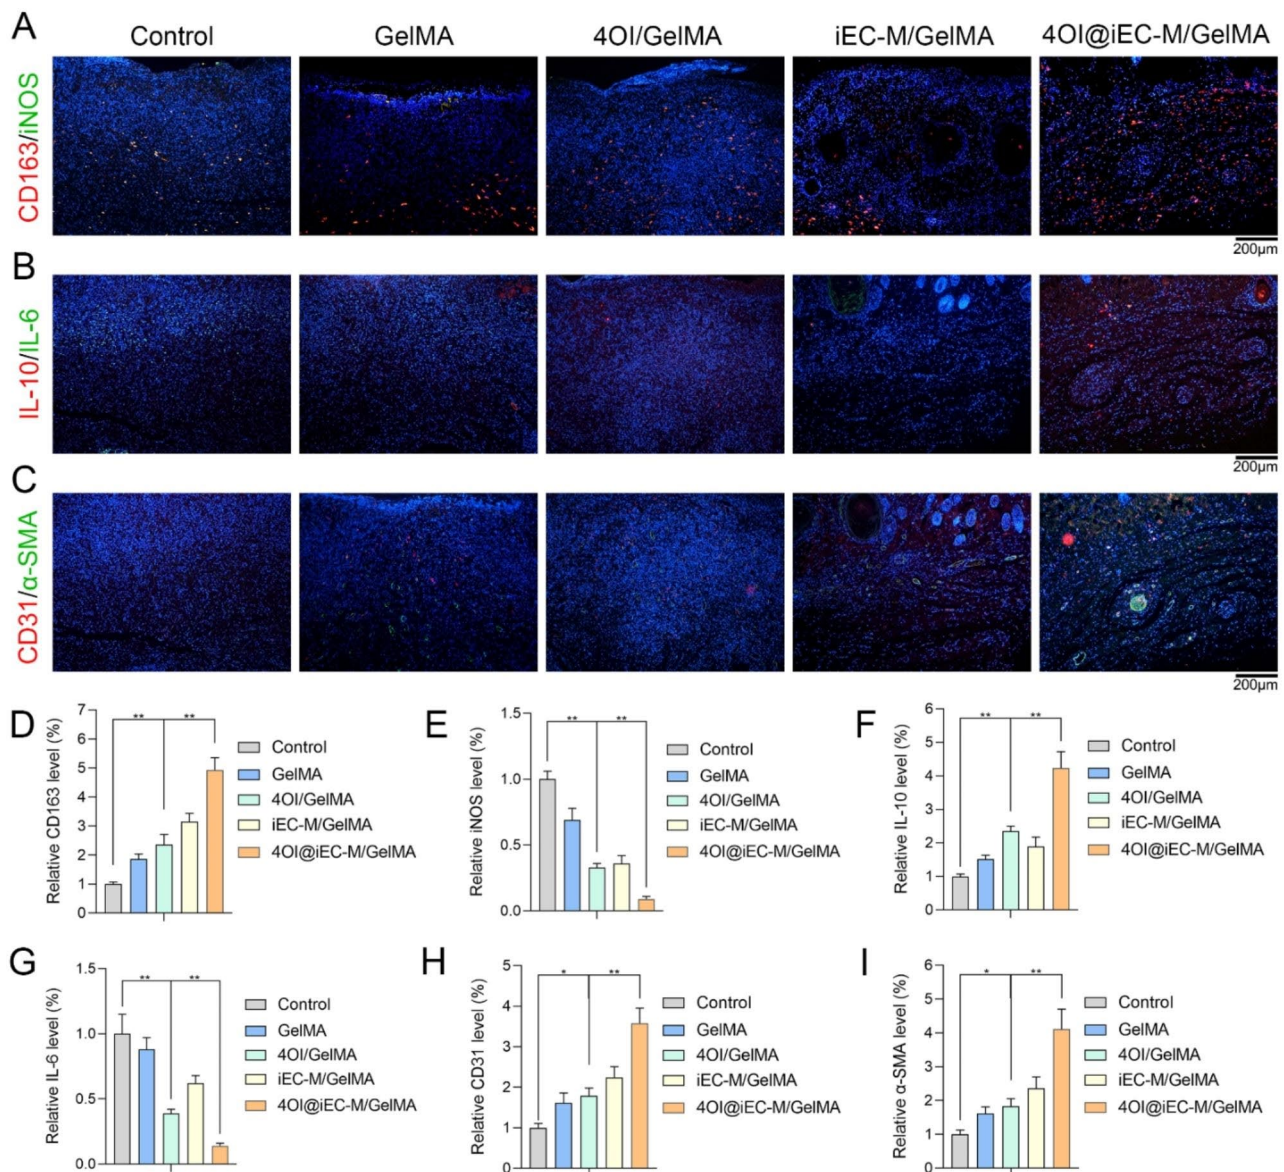 A
Control
GelMA
4OI/GelMA
iEC-M/GelMA
4OI@iEC-M/GelMA
CD163/iNOS
200μm
B
IL-10/IL-6
200μm
C
CD31/α-SMA
200μm
D
Relative CD163 level (%)
7
6
5
4
3
2
1
0
** **
Control
GelMA
4OI/GelMA
iEC-M/GelMA
4OI@iEC-M/GelMA
E
Relative iNOS level (%)
1.5
1.0
0.5
0.0
** **
Control
GelMA
4OI/GelMA
iEC-M/GelMA
4OI@iEC-M/GelMA
F
Relative IL-10 level (%)
6
5
4
3
2
1
0
** **
Control
GelMA
4OI/GelMA
iEC-M/GelMA
4OI@iEC-M/GelMA
G
Relative IL-6 level (%)
1.5
1.0
0.5
0.0
** **
Control
GelMA
4OI/GelMA
iEC-M/GelMA
4OI@iEC-M/GelMA
H
Relative CD31 level (%)
5
4
3
2
1
0
* **
Control
GelMA
4OI/GelMA
iEC-M/GelMA
4OI@iEC-M/GelMA
I
Relative α-SMA level (%)
6
5
4
3
2
1
0
* **
Control
GelMA
4OI/GelMA
iEC-M/GelMA
4OI@iEC-M/GelMA